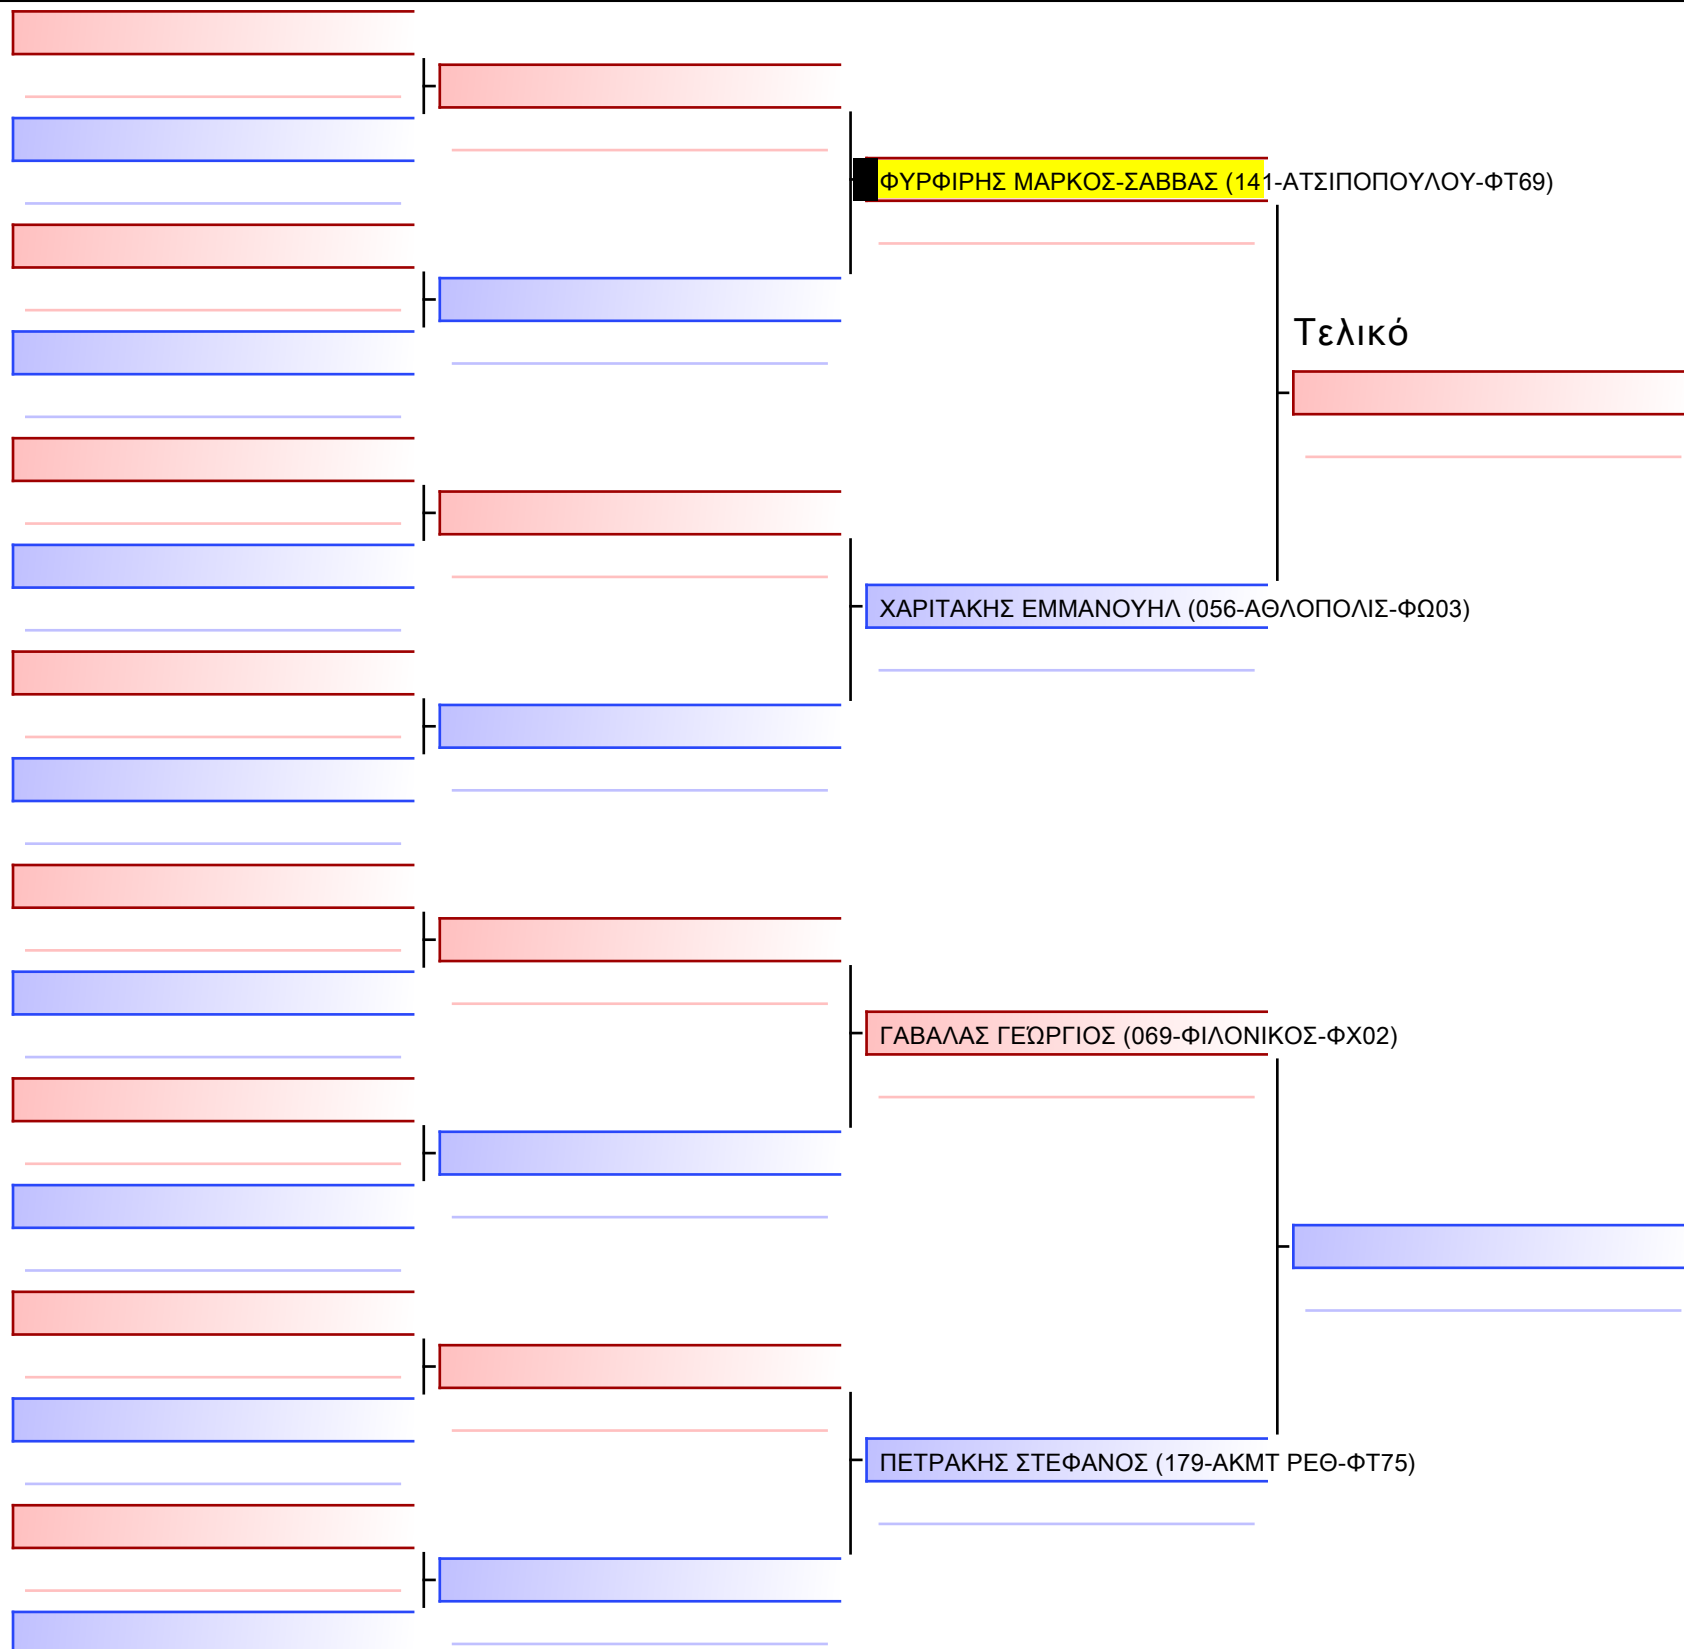 ΦΥΡΦΙΡΗΣ ΜΑΡΚΟΣ-ΣΑΒΒΑΣ (141-ΑΤΣΙΠΟΠΟΥΛΟΥ-ΦΤ69)
Τελικό
ΧΑΡΙΤΑΚΗΣ ΕΜΜΑΝΟΥΗΛ (056-ΑΘΛΟΠΟΛΙΣ-ΦΩ03)
ΓΑΒΑΛΑΣ ΓΕΏΡΓΙΟΣ (069-ΦΙΛΟΝΙΚΟΣ-ΦΧ02)
ΠΕΤΡΑΚΗΣ ΣΤΕΦΑΝΟΣ (179-ΑΚΜΤ ΡΕΘ-ΦΤ75)